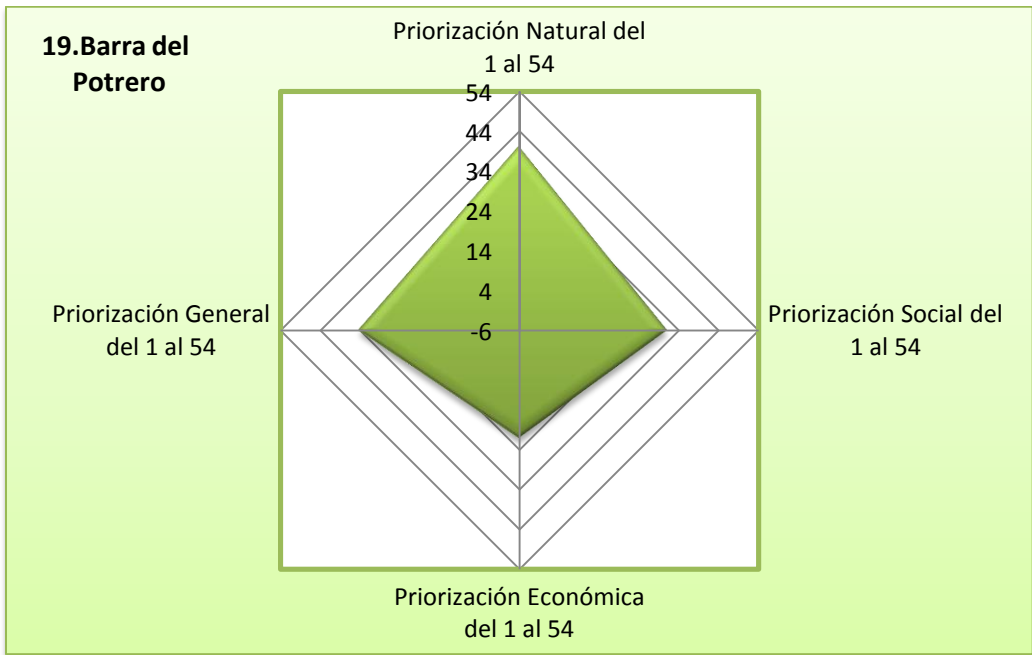 19.Barra del
Potrero
Priorización Natural del
1 al 54
54
44
34
24
14
4
-6
Priorización General
del 1 al 54
Priorización Social del
1 al 54
Priorización Económica
del 1 al 54